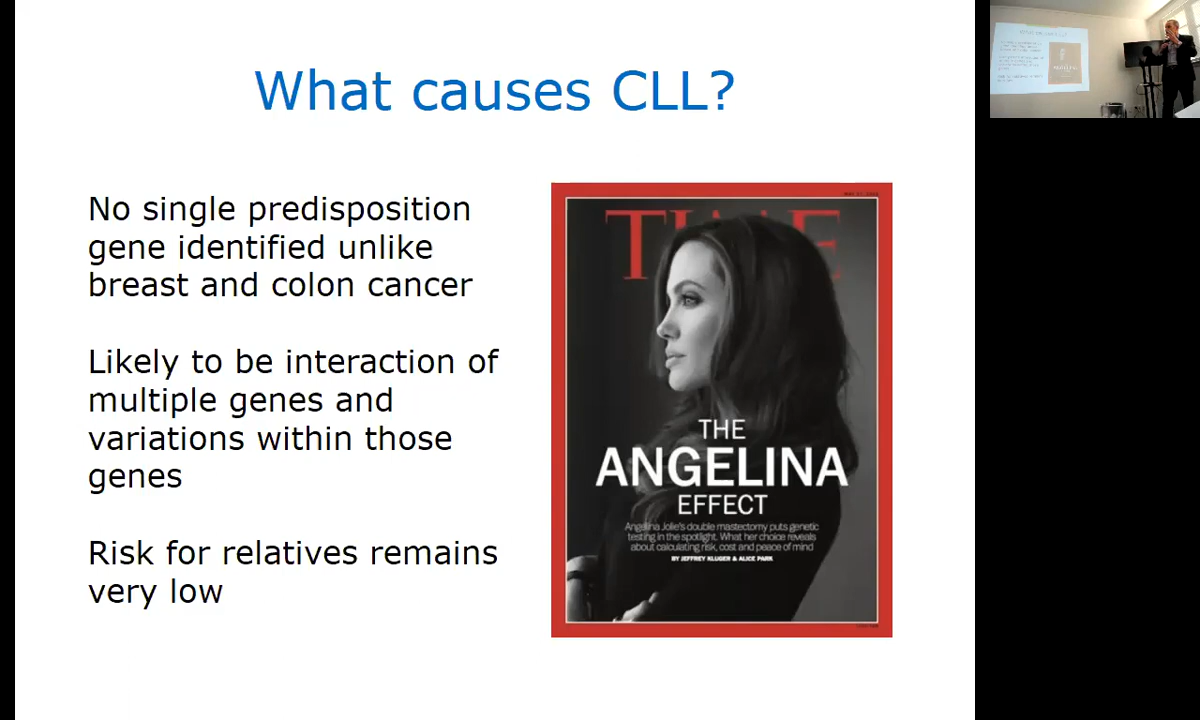 What causes CLL?
No single predisposition
gene identified unlike
breast and colon cancer
Likely to be interaction of
multiple genes and
variations within those
genes
Risk for relatives remains
very low
TIME
THE
ANGELINA
EFFECT
Angelina Jolie's double mastectomy puts genetic
testing in the spotlight. What her choice reveals
about calculating risk, cost and peace of mind
BY JEFFREY KLUGER & ALICE PARK